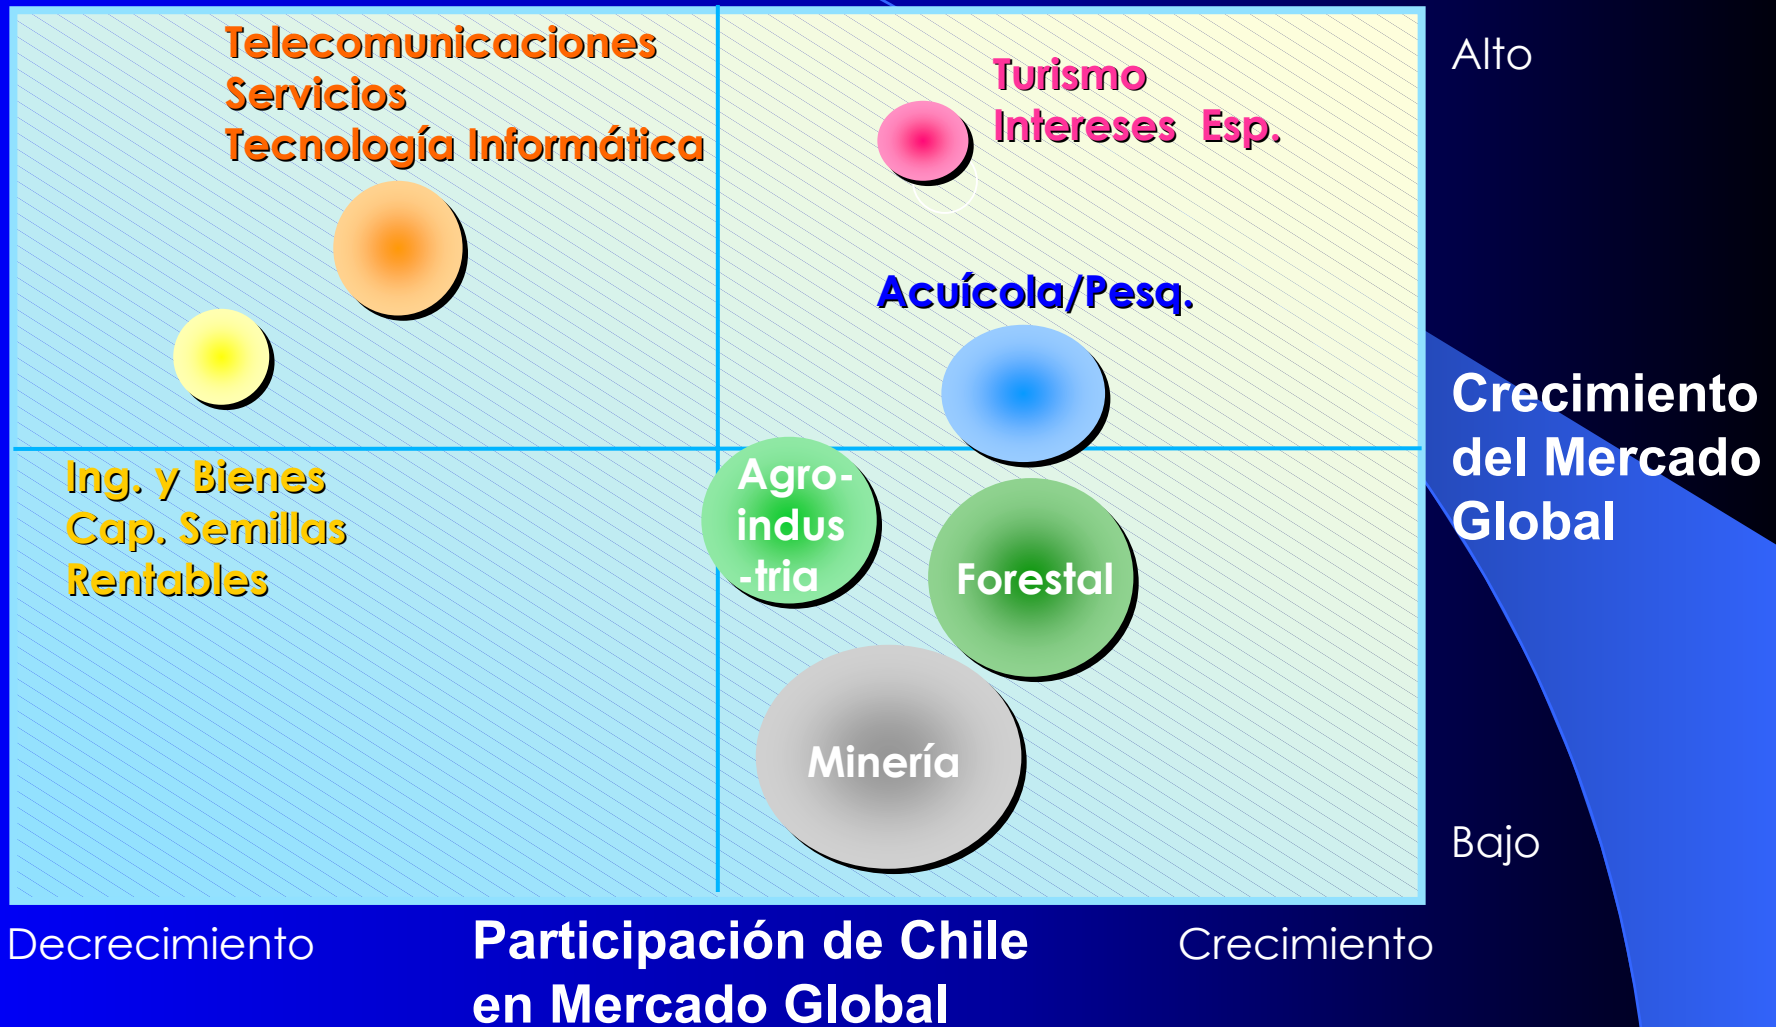 Telecomunicaciones
Servicios
Tecnología Informática
Turismo
Intereses Esp.
Alto
Acuícola/Pesq.
Crecimiento
del Mercado
Global
Ing. y Bienes
Cap. Semillas
Rentables
Agro-
indus
-tria
Forestal
Minería
Bajo
Decrecimiento
Participación de Chile
en Mercado Global
Crecimiento